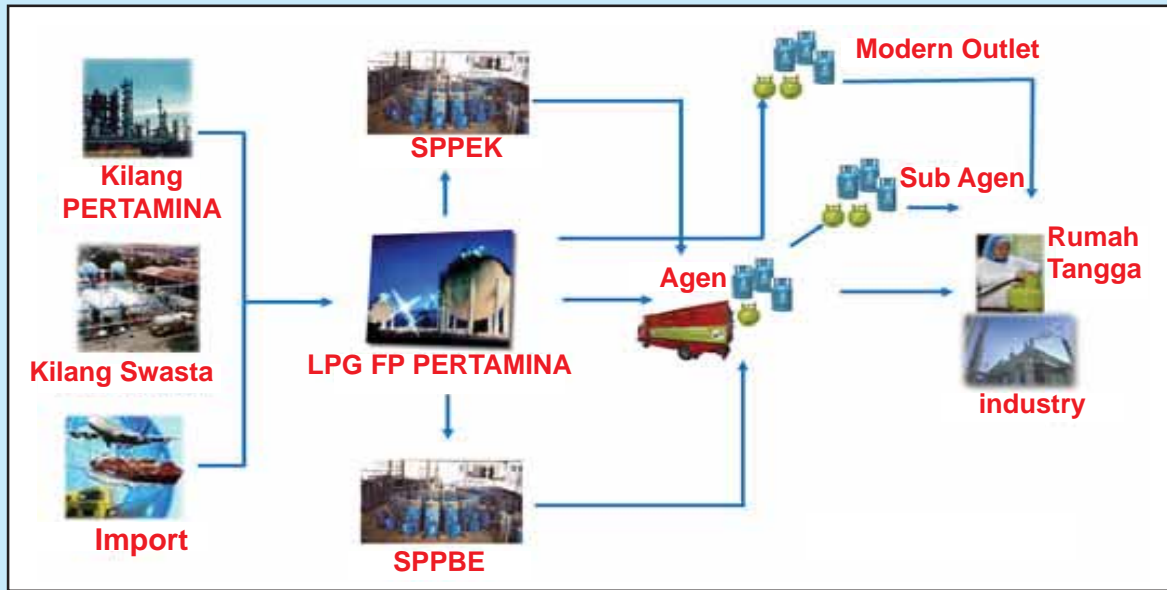 Modern Outlet
SPPEK
Kilang
PERTAMINA
Sub Agen
Rumah
Tangga
Agen
Kilang Swasta
LPG FP PERTAMINA
industry
Import
SPPBE